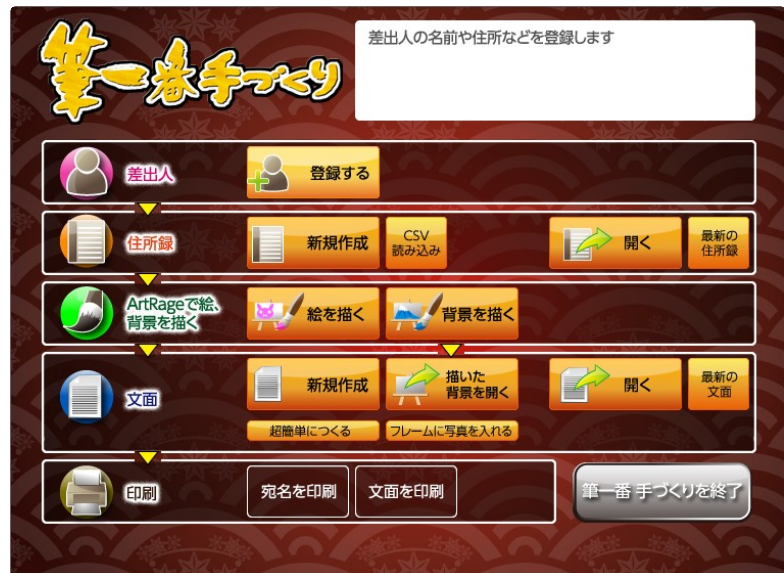 筆一番手づくり
差出人の名前や住所などを登録します
差出人
登録する
住所録
新規作成
CSV
読み込み
開く
最新の
住所録
ArtRageで絵、
背景を描く
絵を描く
背景を描く
文面
新規作成
描いた
背景を開く
開く
最新の
文面
超簡単につくる
フレームに写真を入れる
印刷
宛名を印刷
文面を印刷
筆一番 手づくりを終了